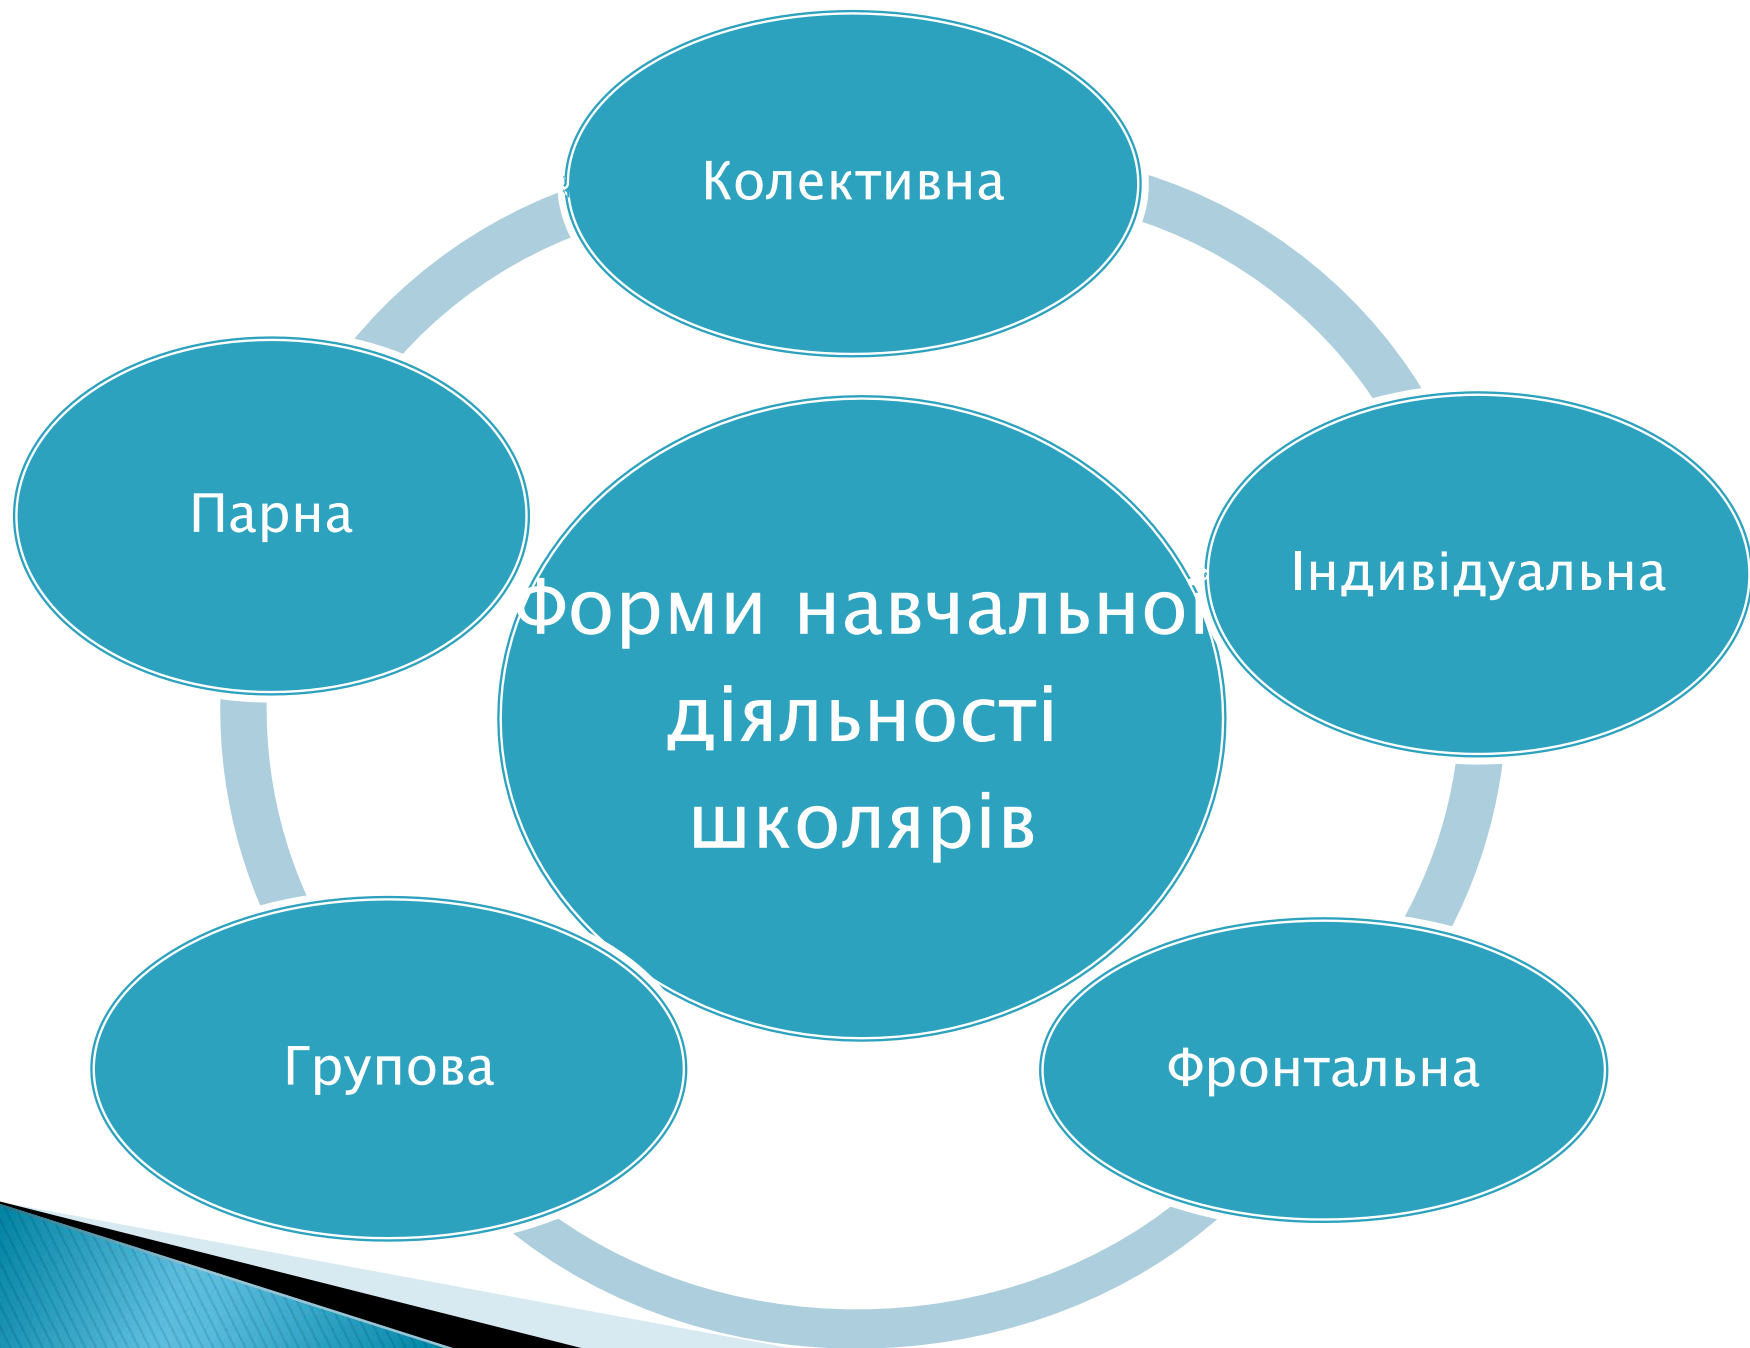 Колективна
Парна
Індивідуальна
Форми навчальної
діяльності
школярів
Групова
Фронтальна